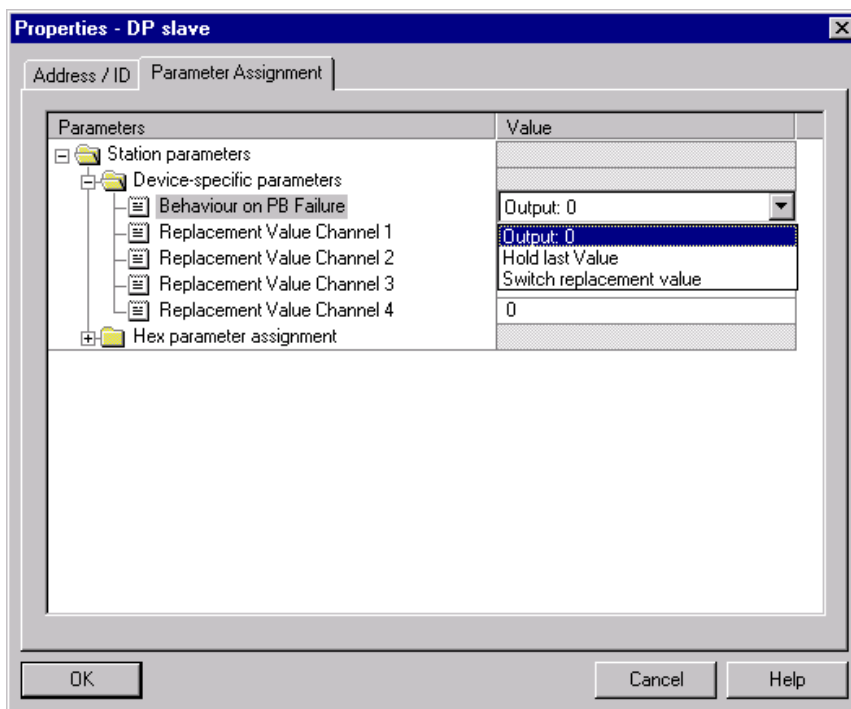 Properties - DP slave
Address / ID Parameter Assignment
Parameters Value
Station parameters
Device-specific parameters
Behaviour on PB Failure Output: 0
Replacement Value Channel 1 Output: 0
Replacement Value Channel 2 Hold last Value
Replacement Value Channel 3 Switch replacement value
Replacement Value Channel 4 0
Hex parameter assignment
OK Cancel Help